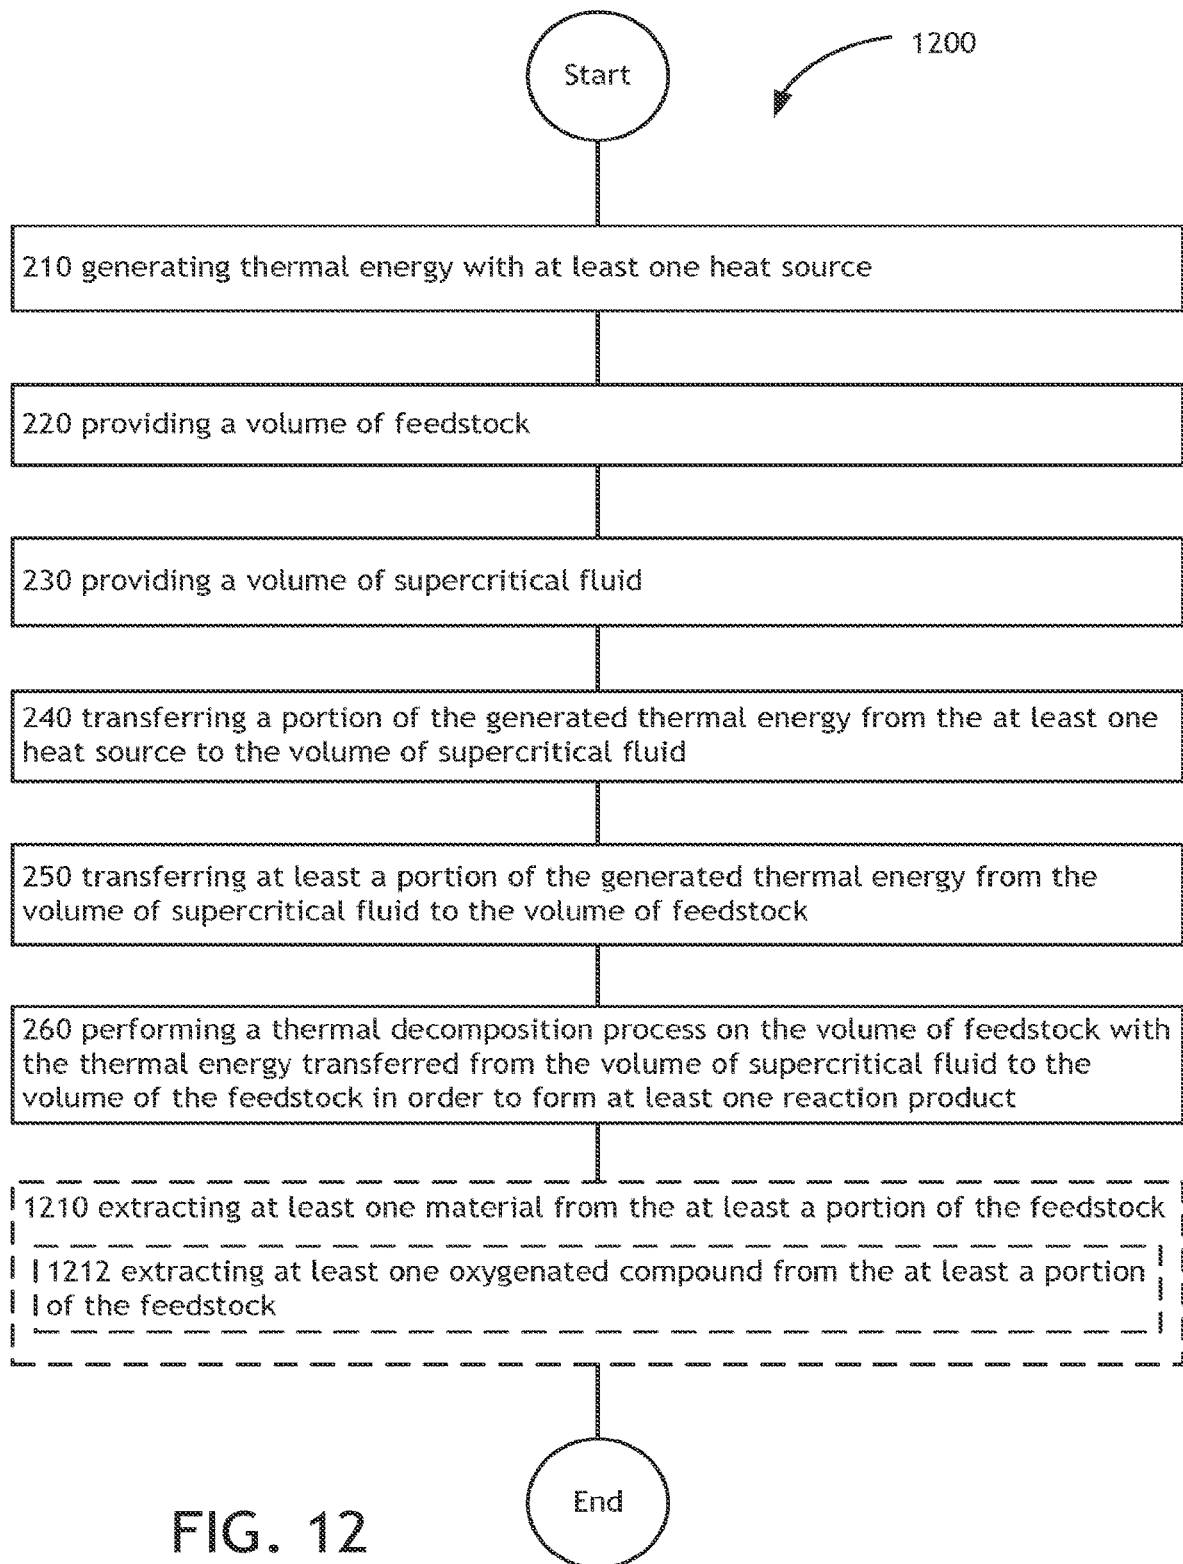 Start
1200
210 generating thermal energy with at least one heat source
220 providing a volume of feedstock
230 providing a volume of supercritical fluid
240 transferring a portion of the generated thermal energy from the at least one
heat source to the volume of supercritical fluid
250 transferring at least a portion of the generated thermal energy from the
volume of supercritical fluid to the volume of feedstock
260 performing a thermal decomposition process on the volume of feedstock with
the thermal energy transferred from the volume of supercritical fluid to the
volume of the feedstock in order to form at least one reaction product
1210 extracting at least one material from the at least a portion of the feedstock
1212 extracting at least one oxygenated compound from the at least a portion
of the feedstock
End
FIG. 12